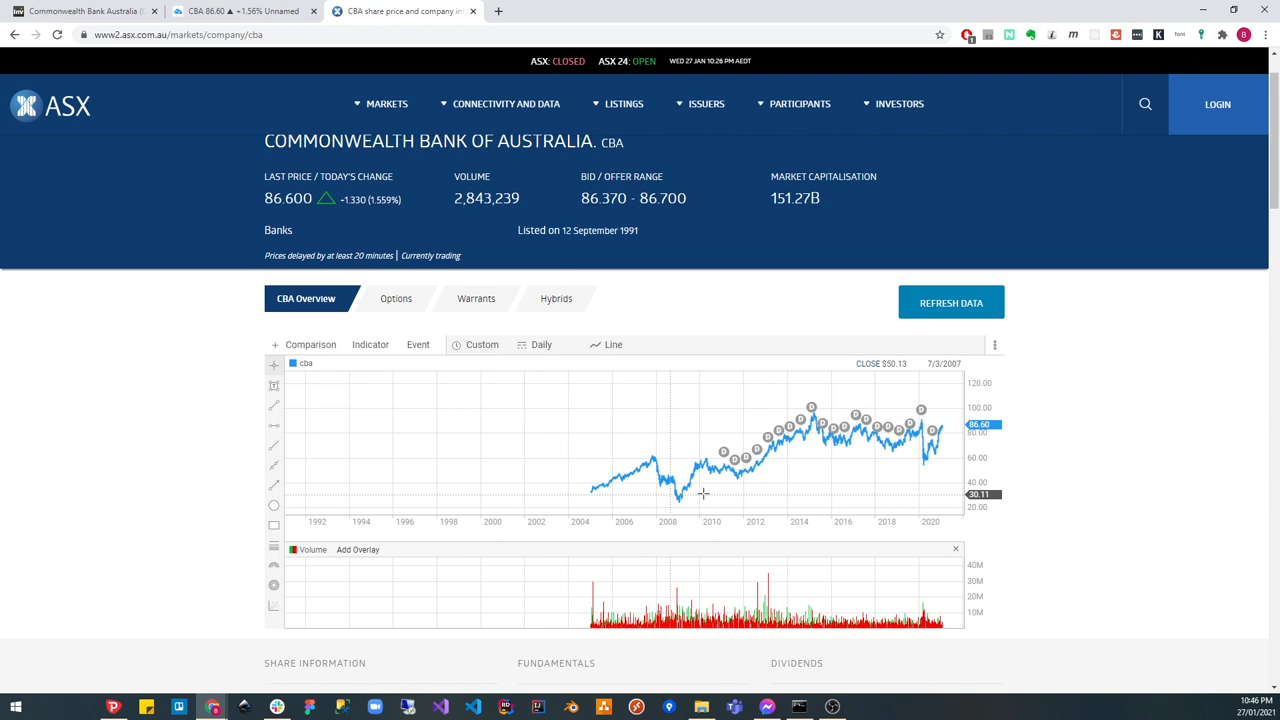 Commonwealth Bank Australia (
CBA 86.60 ▲ +1.56% Unnamed
CBA share price and company in
www2.asx.com.au/markets/company/cba
ASX: CLOSED ASX 24: OPEN WED 27 JAN 10:26 PM AEDT
ASX
MARKETS
CONNECTIVITY AND DATA
LISTINGS
ISSUERS
PARTICIPANTS
INVESTORS
LOGIN
COMMONWEALTH BANK OF AUSTRALIA. CBA
LAST PRICE / TODAY'S CHANGE
VOLUME
BID / OFFER RANGE
MARKET CAPITALISATION
86.600 +1.330 (1.559%)
2,843,239
86.370 - 86.700
151.27B
Banks
Listed on 12 September 1991
Prices delayed by at least 20 minutes | Currently trading
CBA Overview
Options
Warrants
Hybrids
REFRESH DATA
+ Comparison
Indicator
Event
Custom
Daily
Line
cba
CLOSE $50.13 7/3/2007
120.00
100.00
86.60
80.00
60.00
40.00
30.11
20.00
1992 1994 1996 1998 2000 2002 2004 2006 2008 2010 2012 2014 2016 2018 2020
Volume Add Overlay
40M
30M
20M
10M
SHARE INFORMATION
FUNDAMENTALS
DIVIDENDS
10:46 PM
27/01/2021